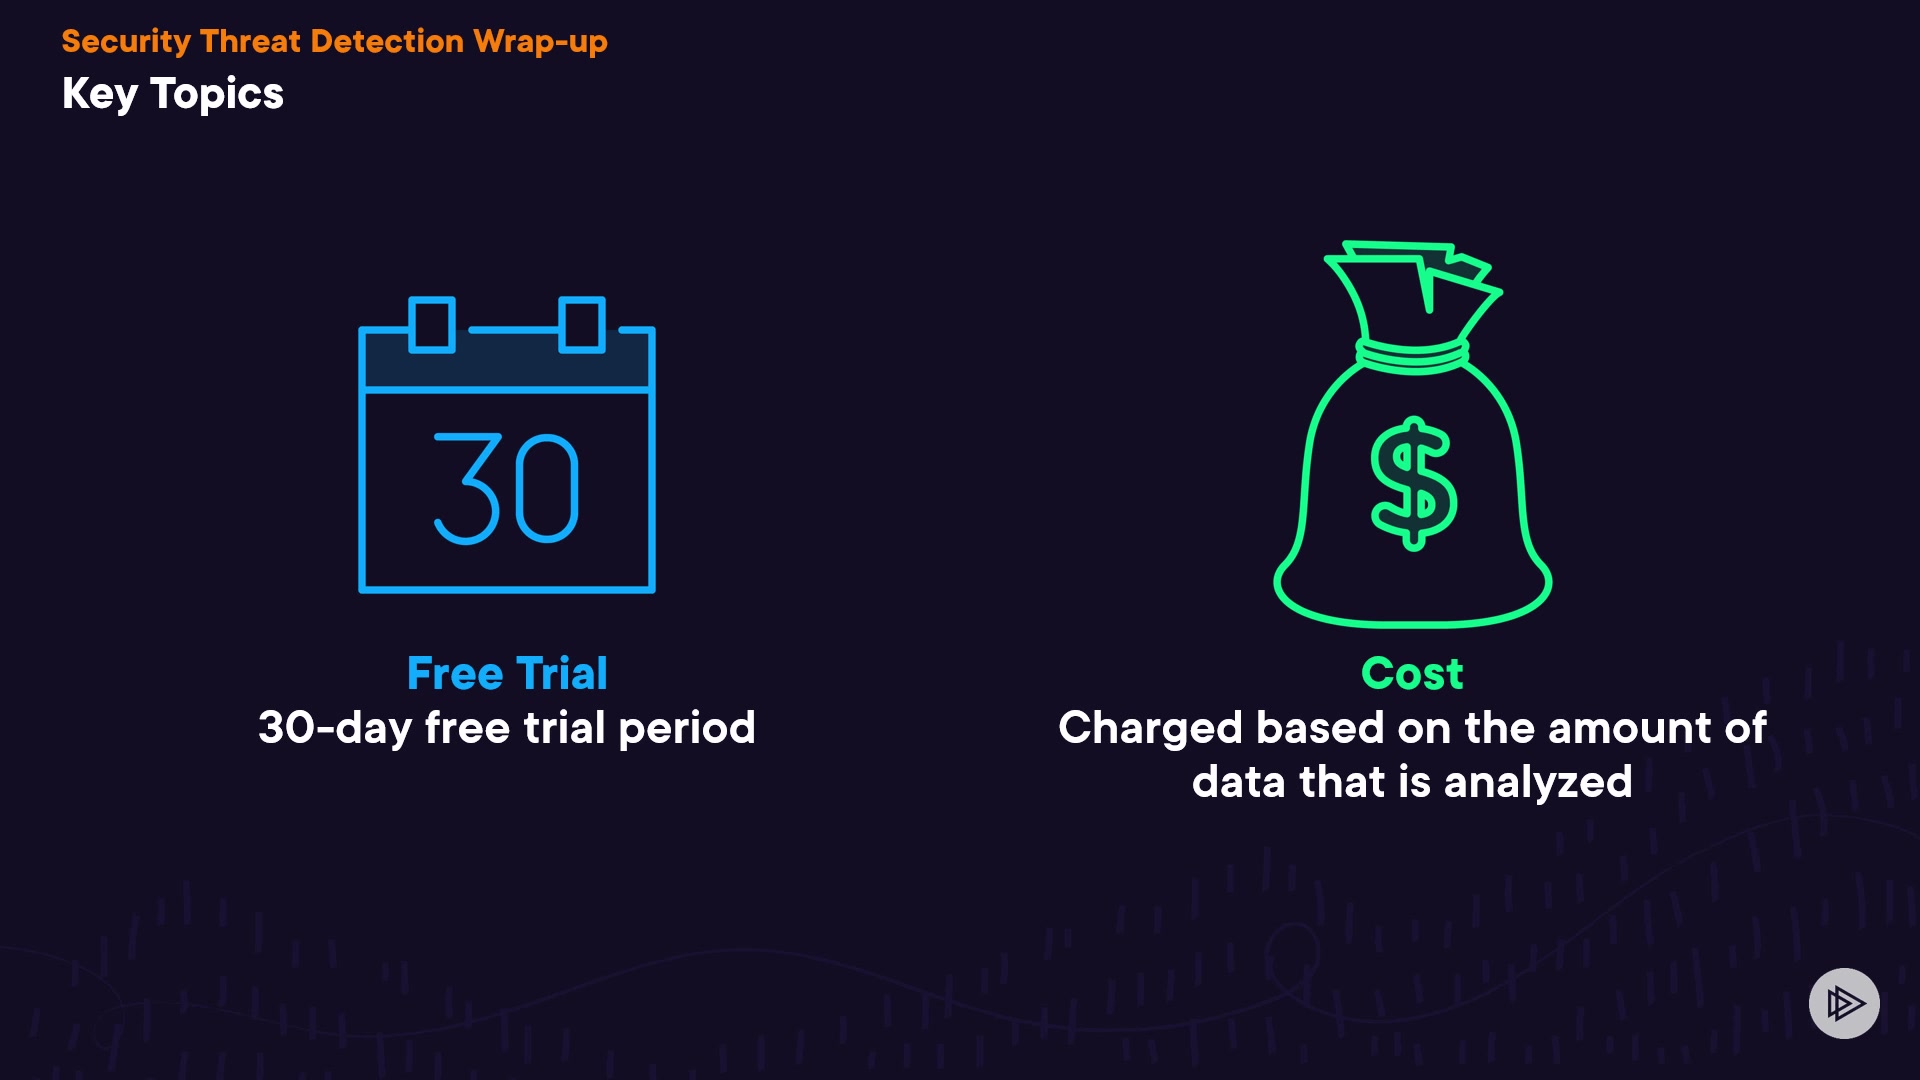 Security Threat Detection Wrap-up
Key Topics
30
Free Trial
30-day free trial period
$
Cost
Charged based on the amount of
data that is analyzed